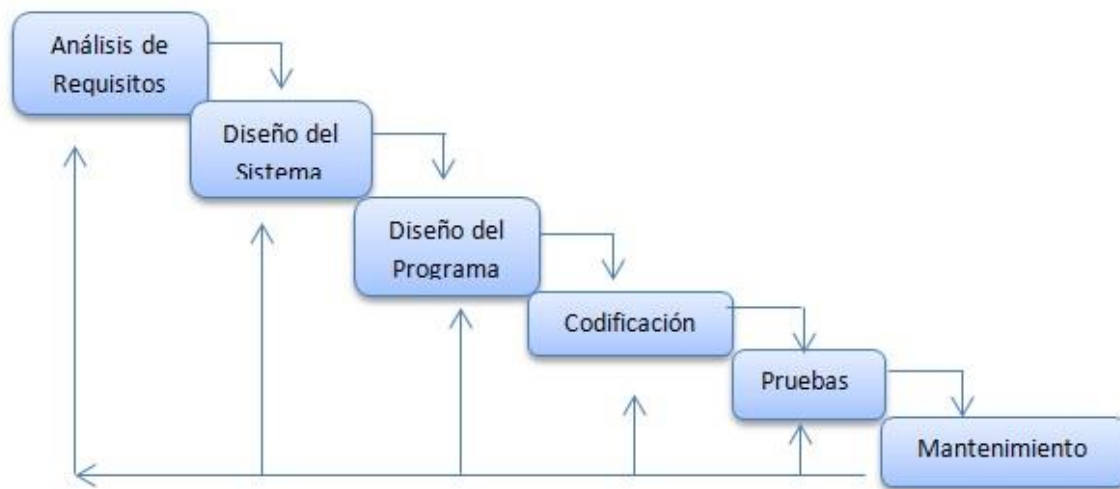 Análisis de
Requisitos
Diseño del
Sistema
Diseño del
Programa
Codificación
Pruebas
Mantenimiento